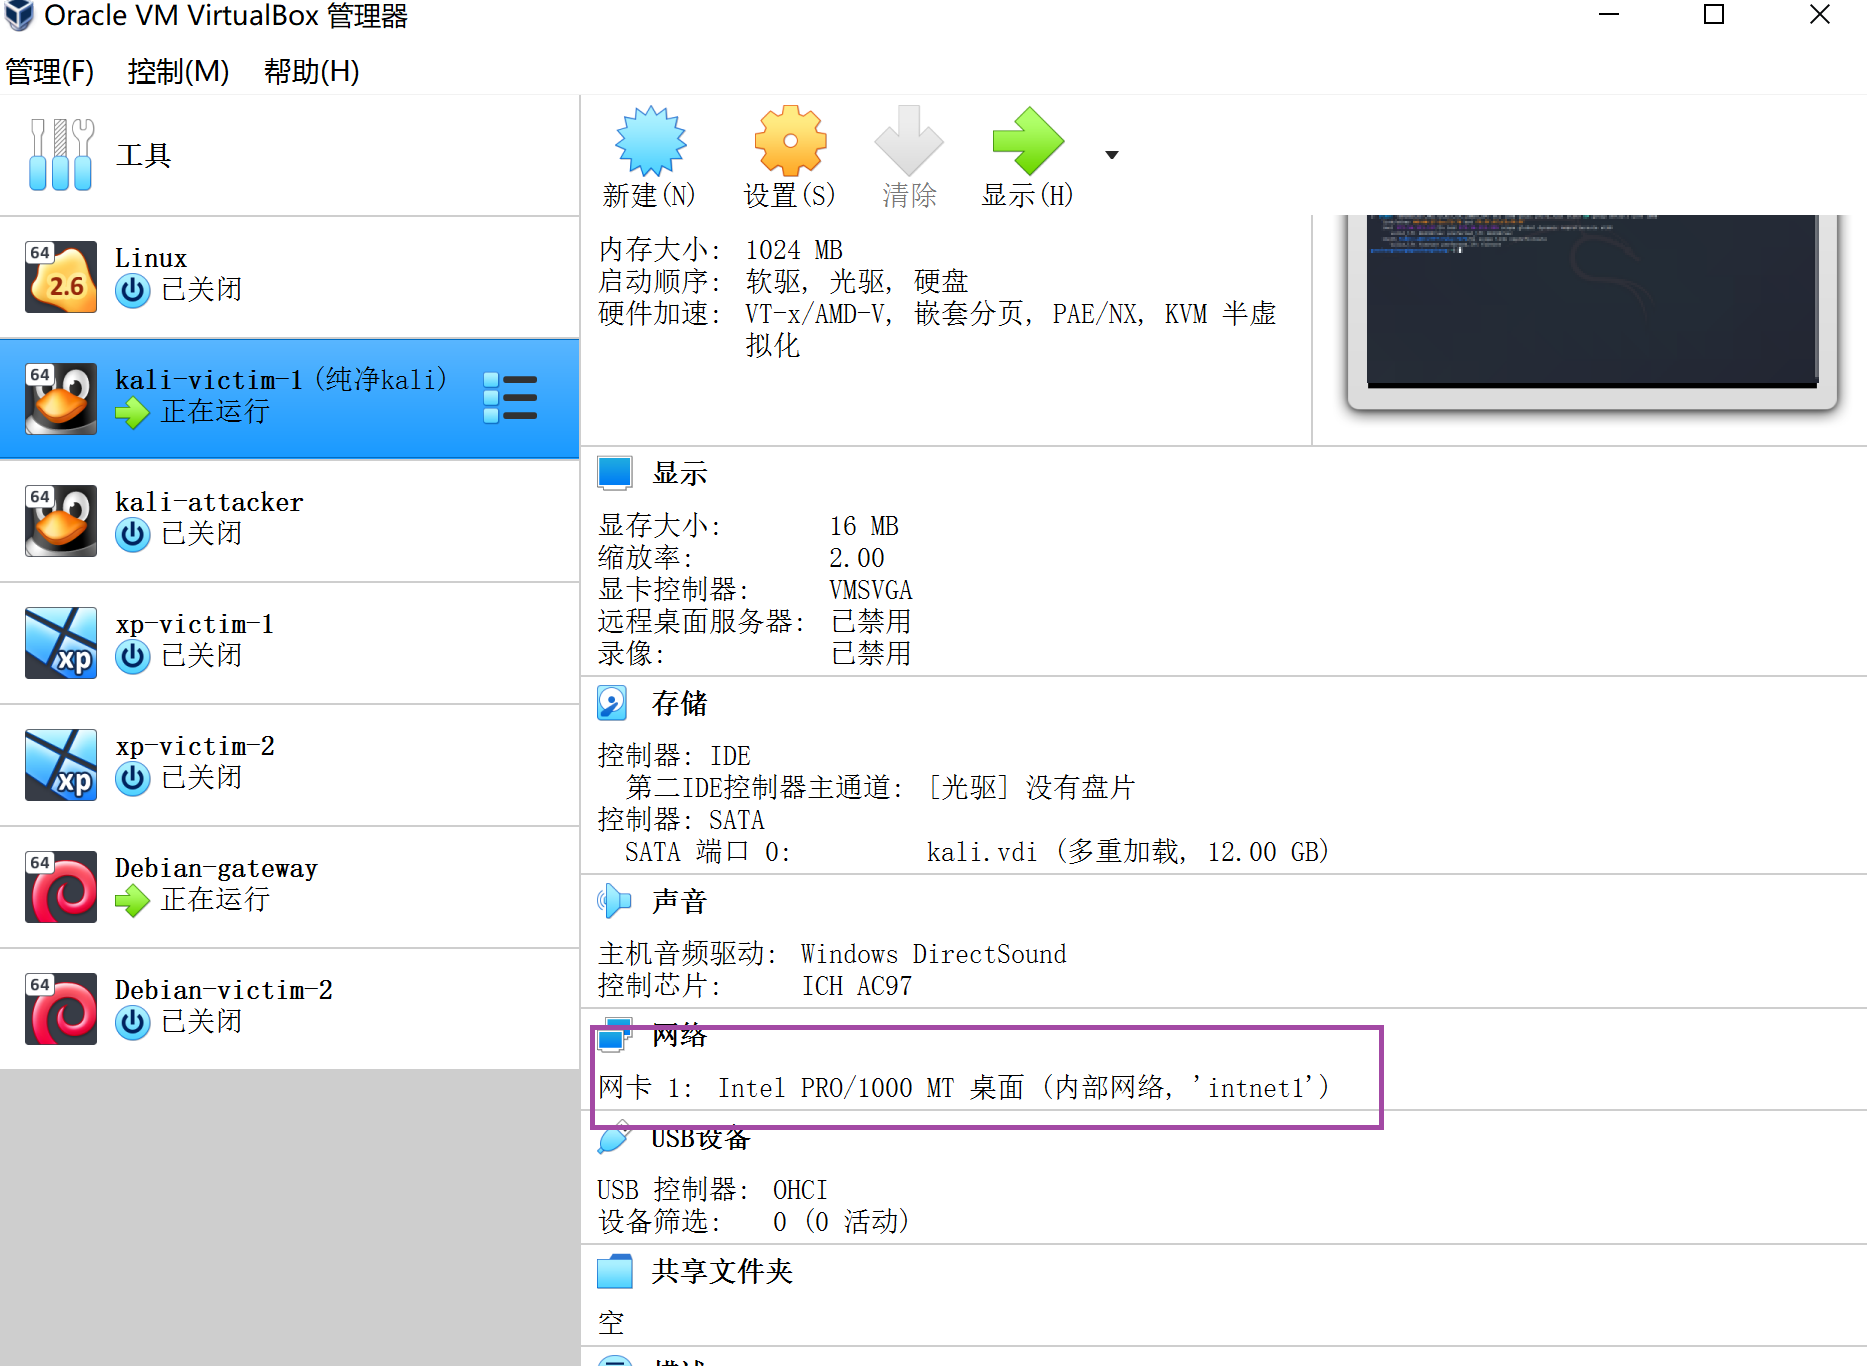 Oracle VM VirtualBox 管理器
管理(F) 控制(M) 帮助(H)
工具
64
2.6
Linux
已关闭
64
kali-victim-1 (纯净kali)
正在运行
64
kali-attacker
已关闭
xp
xp-victim-1
已关闭
xp
xp-victim-2
已关闭
64
Debian-gateway
正在运行
64
Debian-victim-2
已关闭
新建(N) 设置(S) 清除 显示(H)
内存大小: 1024 MB
启动顺序: 软驱, 光驱, 硬盘
硬件加速: VT-x/AMD-V, 嵌套分页, PAE/NX, KVM 半虚
拟化
显示
显存大小: 16 MB
缩放率: 2.00
显卡控制器: VMSVGA
远程桌面服务器: 已禁用
录像: 已禁用
存储
控制器: IDE
第二IDE控制器主通道: [光驱] 没有盘片
控制器: SATA
SATA 端口 0: kali.vdi (多重加载, 12.00 GB)
声音
主机音频驱动: Windows DirectSound
控制芯片: ICH AC97
网络
网卡 1: Intel PRO/1000 MT 桌面 (内部网络, 'intnet1')
USB设备
USB 控制器: OHCI
设备筛选: 0 (0 活动)
共享文件夹
空